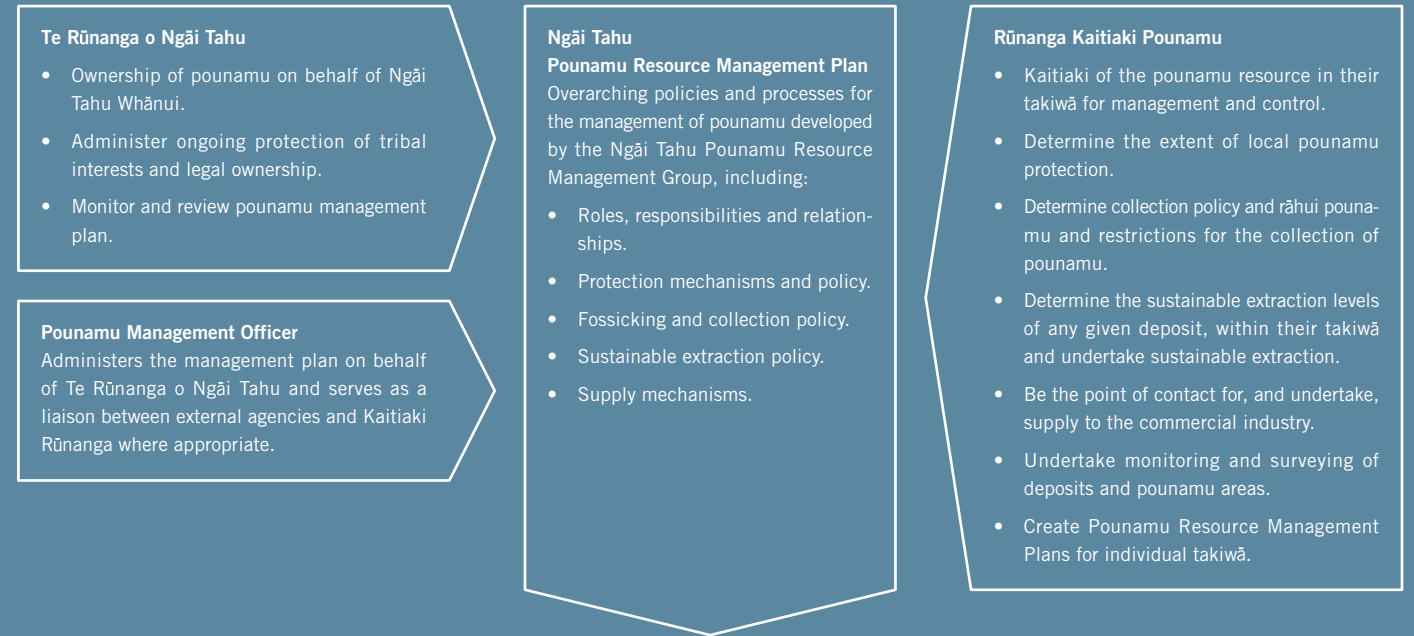 Te Rūnanga o Ngāi Tahu
• Ownership of pounamu on behalf of Ngāi
Tahu Whānui.
• Administer ongoing protection of tribal
interests and legal ownership.
• Monitor and review pounamu management
plan.
Pounamu Management Officer
Administers the management plan on behalf
of Te Rūnanga o Ngāi Tahu and serves as a
liaison between external agencies and Kaitiaki
Rūnanga where appropriate.
Ngāi Tahu
Pounamu Resource Management Plan
Overarching policies and processes for
the management of pounamu developed
by the Ngāi Tahu Pounamu Resource
Management Group, including:
• Roles, responsibilities and relation-
ships.
• Protection mechanisms and policy.
• Fossicking and collection policy.
• Sustainable extraction policy.
• Supply mechanisms.
Rūnanga Kaitiaki Pounamu
• Kaitiaki of the pounamu resource in their
takiwā for management and control.
• Determine the extent of local pounamu
protection.
• Determine collection policy and rāhui pouna-
mu and restrictions for the collection of
pounamu.
• Determine the sustainable extraction levels
of any given deposit, within their takiwā
and undertake sustainable extraction.
• Be the point of contact for, and undertake,
supply to the commercial industry.
• Undertake monitoring and surveying of
deposits and pounamu areas.
• Create Pounamu Resource Management
Plans for individual takiwā.